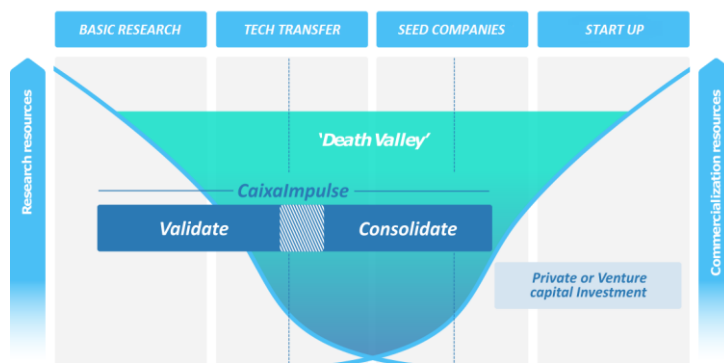 BASIC RESEARCH
TECH TRANSFER
SEED COMPANIES
START UP
Research resources
'Death Valley'
CaixaImpulse
Validate
Consolidate
Private or Venture
capital Investment
Commercialization resources